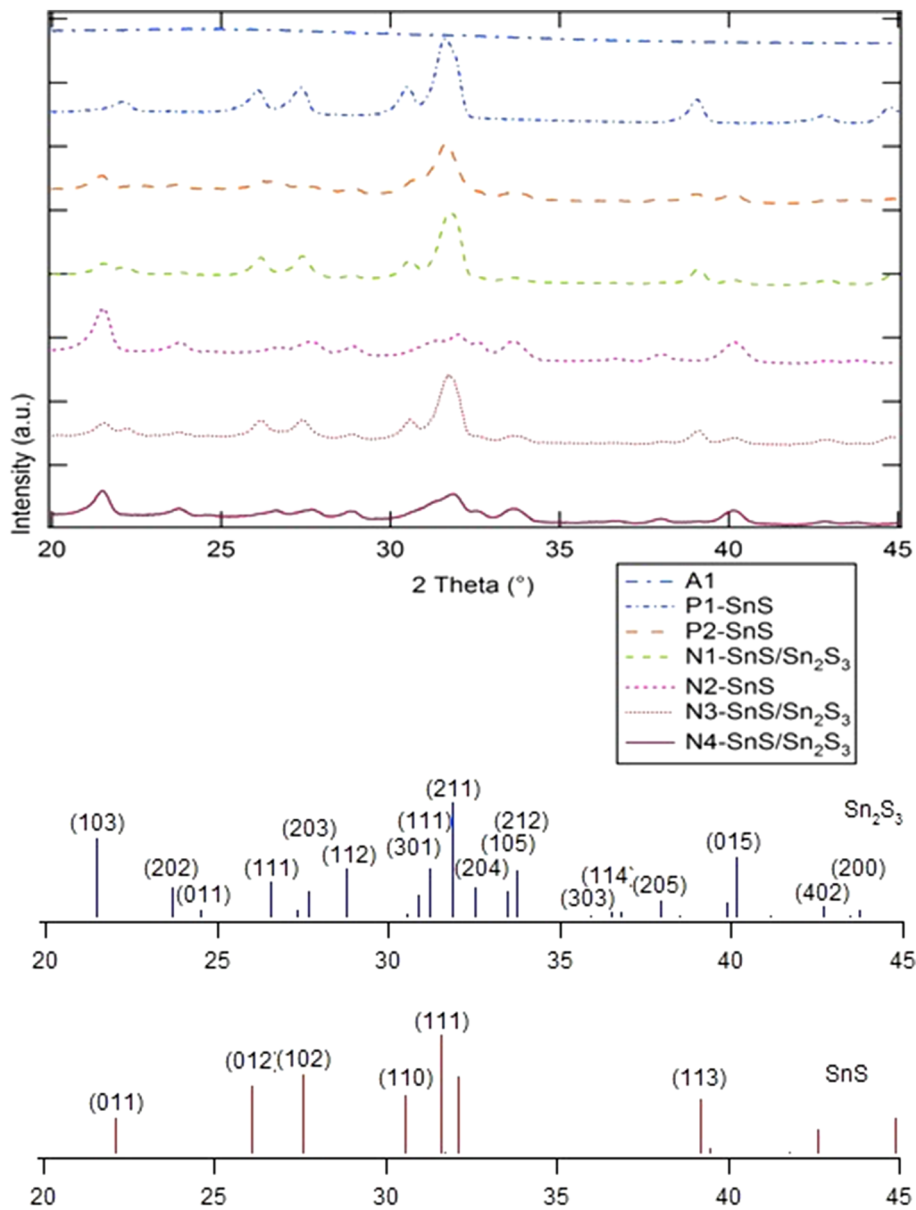 Intensity (a.u.)
20 25 30 35 40 45
2 Theta (°)
A1
P1-SnS
P2-SnS
N1-SnS/Sn₂S₃
N2-SnS
N3-SnS/Sn₂S₃
N4-SnS/Sn₂S₃
(211)
Sn₂S₃
(103) (203) (111) (212)
(301) (105)
(202) (112) (015)
(011) (111) (204) (303) (114) (205) (402) (200)
20 25 30 35 40 45
(111)
(012) (102) SnS
(011) (110) (113)
20 25 30 35 40 45